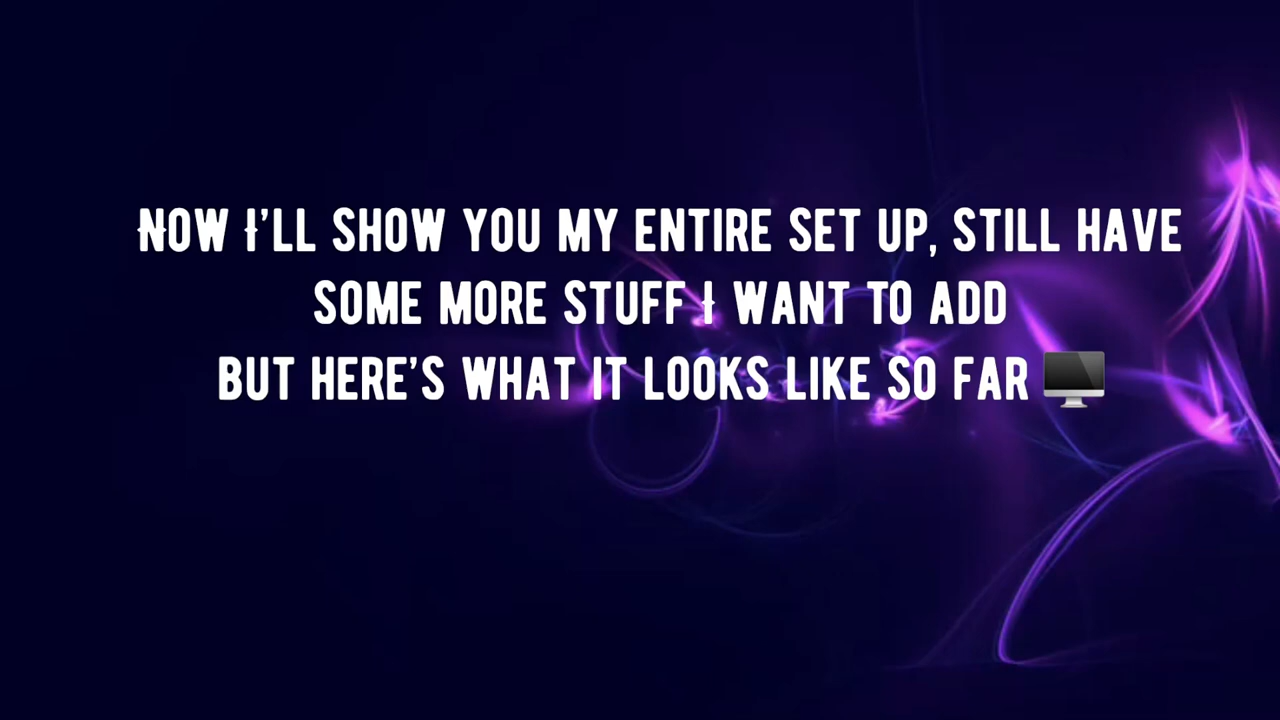 NOW I'LL SHOW YOU MY ENTIRE SET UP, STILL HAVE
SOME MORE STUFF I WANT TO ADD
BUT HERE'S WHAT IT LOOKS LIKE SO FAR 🖥️